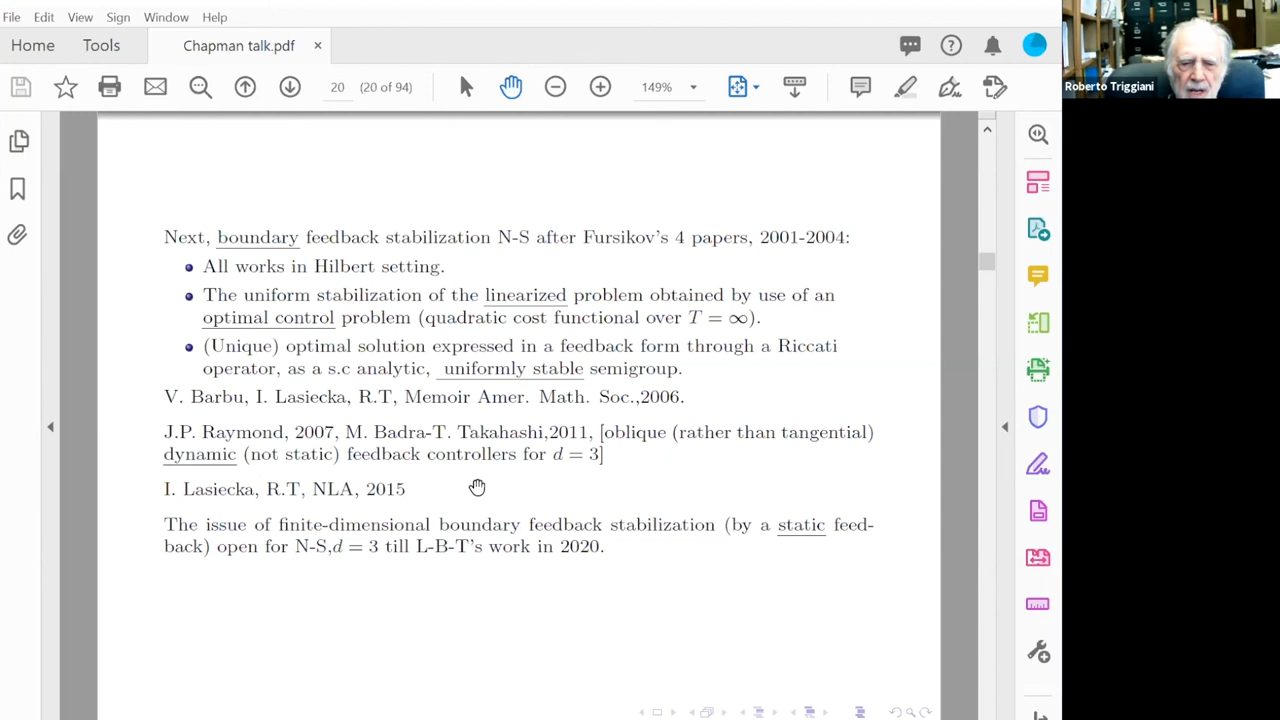 File Edit View Sign Window Help
Home Tools Chapman talk.pdf ×
20 (20 of 94) 149%
Roberto Triggiani
Next, boundary feedback stabilization N-S after Fursikov's 4 papers, 2001-2004:
All works in Hilbert setting.
The uniform stabilization of the linearized problem obtained by use of an
optimal control problem (quadratic cost functional over T = ∞).
(Unique) optimal solution expressed in a feedback form through a Riccati
operator, as a s.c analytic, uniformly stable semigroup.
V. Barbu, I. Lasiecka, R.T, Memoir Amer. Math. Soc.,2006.
J.P. Raymond, 2007, M. Badra-T. Takahashi,2011, [oblique (rather than tangential)
dynamic (not static) feedback controllers for d = 3]
I. Lasiecka, R.T, NLA, 2015
The issue of finite-dimensional boundary feedback stabilization (by a static feed-
back) open for N-S,d = 3 till L-B-T's work in 2020.